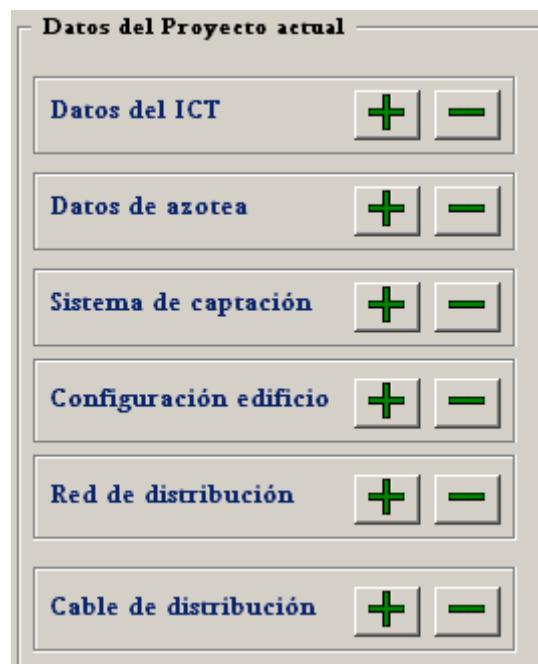 Datos del Proyecto actual
Datos del ICT
Datos de azotea
Sistema de captación
Configuración edificio
Red de distribución
Cable de distribución